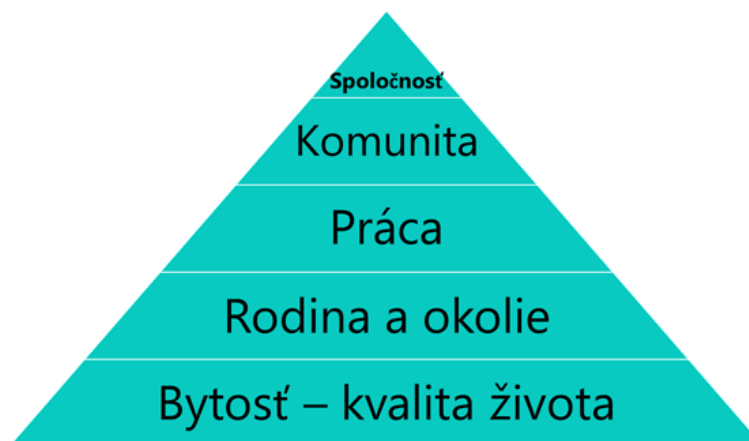 Spoločnosť
Komunita
Práca
Rodina a okolie
Bytosť – kvalita života